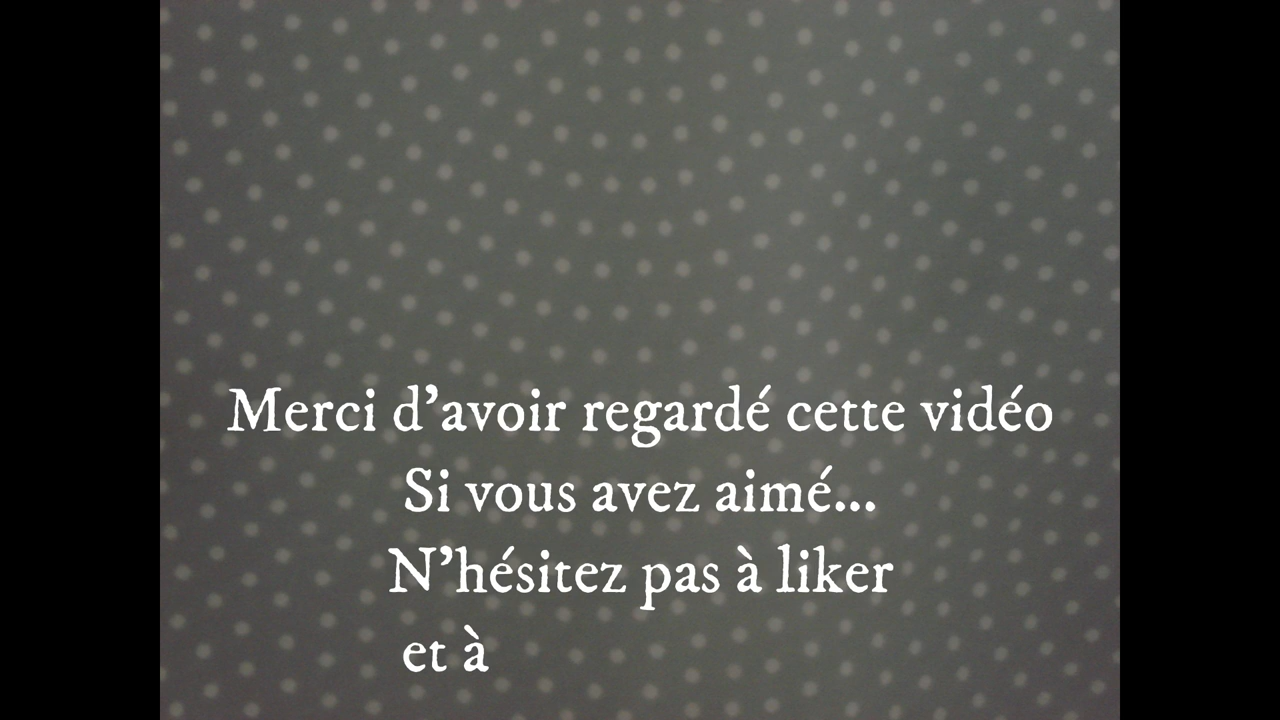 Merci d’avoir regardé cette vidéo
Si vous avez aimé...
N’hésitez pas à liker
et à